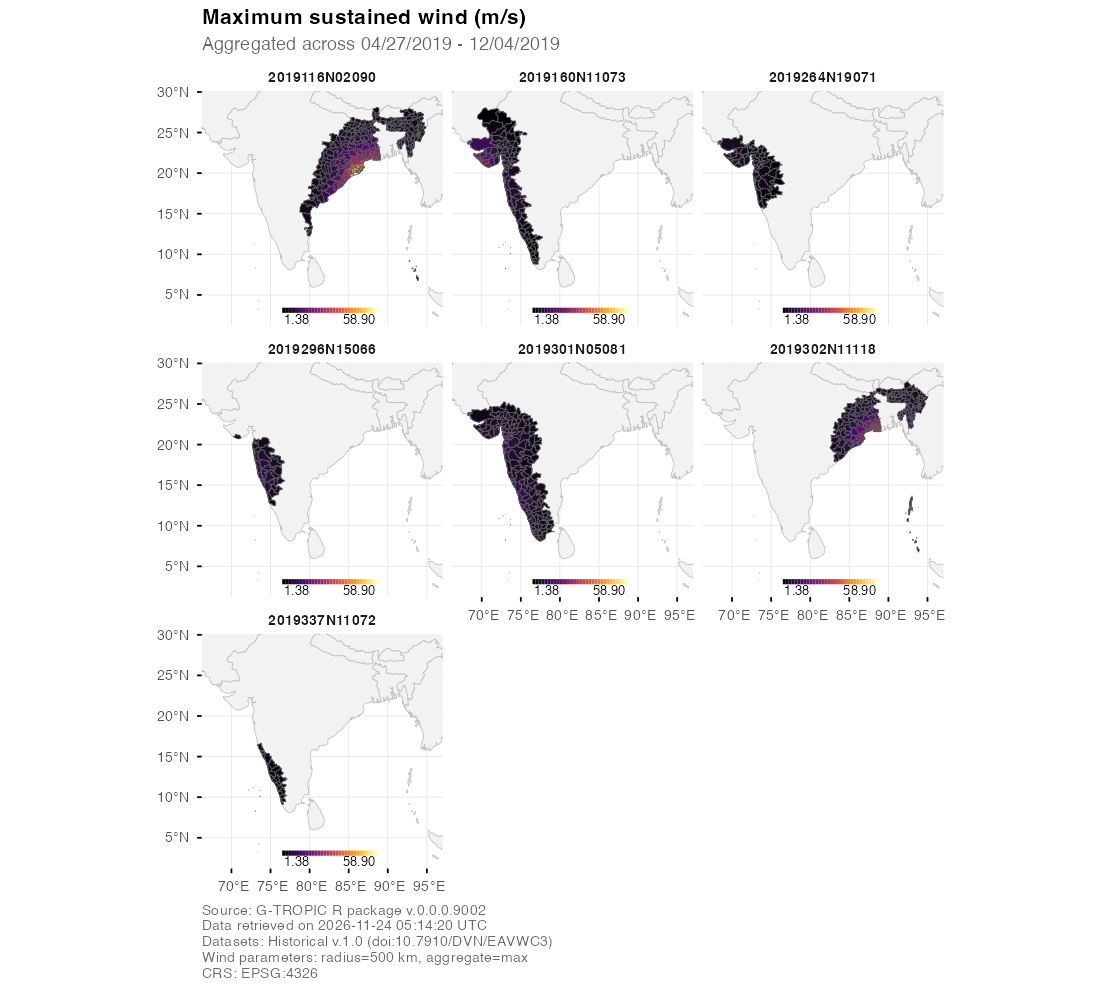 Maximum sustained wind (m/s)
Aggregated across 04/27/2019 - 12/04/2019
2019116N02090
2019160N11073
2019264N19071
30°N
25°N
20°N
15°N
10°N
5°N
1.38 58.90
1.38 58.90
1.38 58.90
2019296N15066
2019301N05081
2019302N11118
30°N
25°N
20°N
15°N
10°N
5°N
1.38 58.90
1.38 58.90
1.38 58.90
70°E 75°E 80°E 85°E 90°E 95°E
70°E 75°E 80°E 85°E 90°E 95°E
2019337N11072
30°N
25°N
20°N
15°N
10°N
5°N
1.38 58.90
70°E 75°E 80°E 85°E 90°E 95°E
Source: G-TROPIC R package v.0.0.0.9002
Data retrieved on 2026-11-24 05:14:20 UTC
Datasets: Historical v.1.0 (doi:10.7910/DVN/EAVWC3)
Wind parameters: radius=500 km, aggregate=max
CRS: EPSG:4326